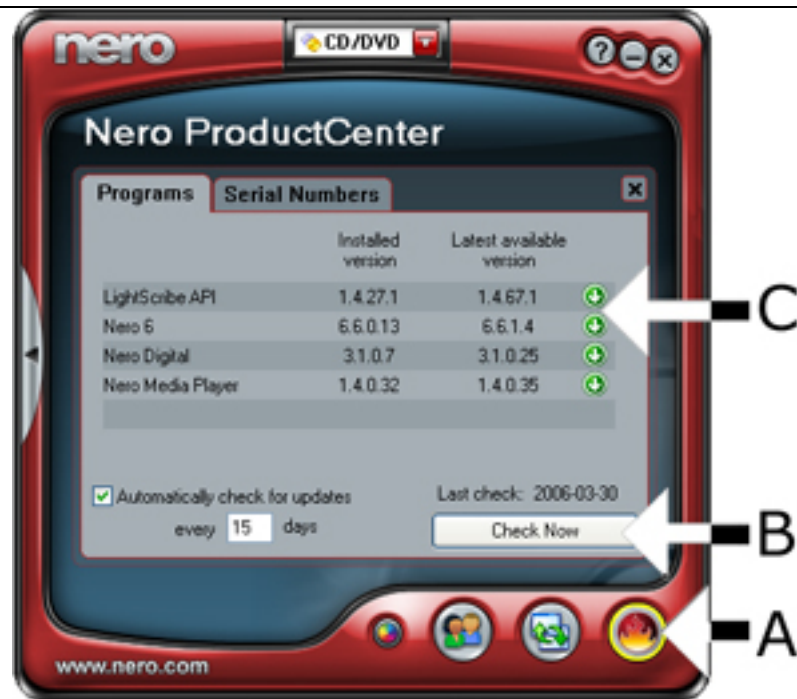 nero
CD/DVD
?
Nero ProductCenter
Programs Serial Numbers
Installed version Latest available version
LightScribe API 1.4.27.1 1.4.67.1
Nero 6 6.6.0.13 6.6.1.4
Nero Digital 3.1.0.7 3.1.0.25
Nero Media Player 1.4.0.32 1.4.0.35
C
Automatically check for updates Last check: 2006-03-30
every 15 days Check Now
B
A
www.nero.com